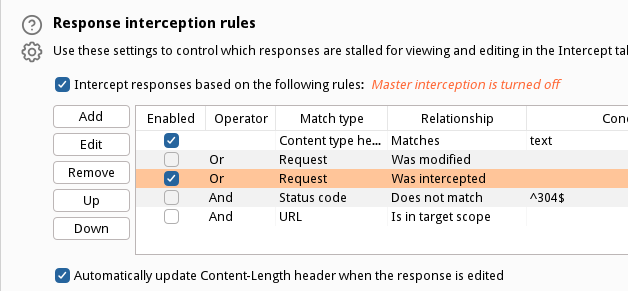 Response interception rules
Use these settings to control which responses are stalled for viewing and editing in the Intercept
Intercept responses based on the following rules: Master interception is turned off
Add
Edit
Remove
Up
Down
Enabled Operator Match type Relationship
Content type he... Matches text
Or Request Was modified
Or Request Was intercepted
And Status code Does not match ^304$
And URL Is in target scope
Automatically update Content-Length header when the response is edited